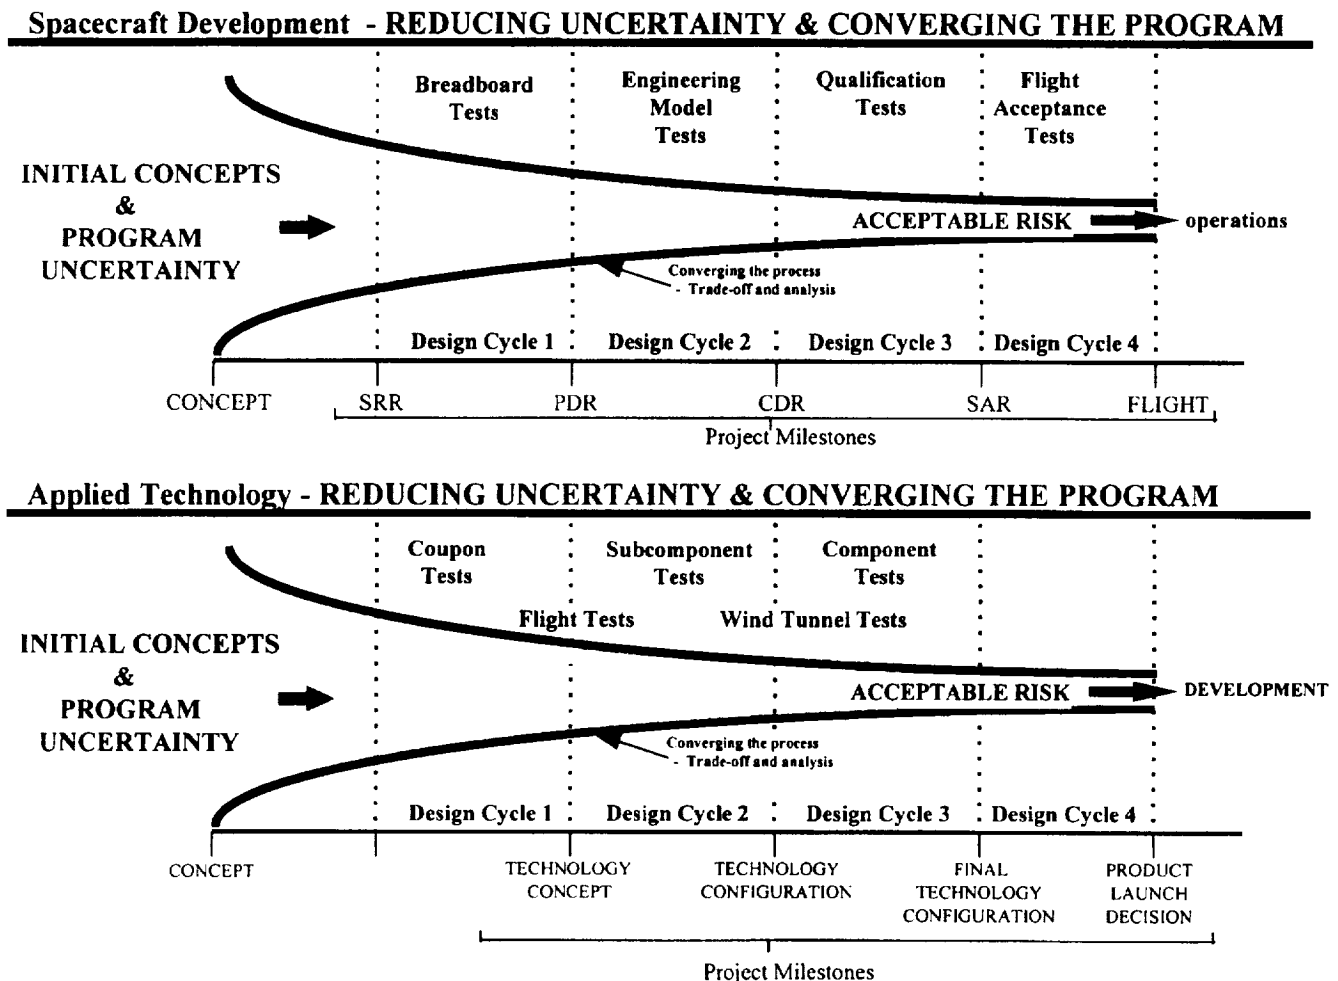 Spacecraft Development - REDUCING UNCERTAINTY & CONVERGING THE PROGRAM
Breadboard
Tests
Engineering
Model
Tests
Qualification
Tests
Flight
Acceptance
Tests
INITIAL CONCEPTS
&
PROGRAM
UNCERTAINTY
ACCEPTABLE RISK
operations
Converging the process
- Trade-off and analysis
Design Cycle 1
Design Cycle 2
Design Cycle 3
Design Cycle 4
CONCEPT
SRR
PDR
CDR
SAR
FLIGHT
Project Milestones
Applied Technology - REDUCING UNCERTAINTY & CONVERGING THE PROGRAM
Coupon
Tests
Subcomponent
Tests
Component
Tests
Flight Tests
Wind Tunnel Tests
INITIAL CONCEPTS
&
PROGRAM
UNCERTAINTY
ACCEPTABLE RISK
DEVELOPMENT
Converging the process
- Trade-off and analysis
Design Cycle 1
Design Cycle 2
Design Cycle 3
Design Cycle 4
CONCEPT
TECHNOLOGY
CONCEPT
TECHNOLOGY
CONFIGURATION
FINAL
TECHNOLOGY
CONFIGURATION
PRODUCT
LAUNCH
DECISION
Project Milestones